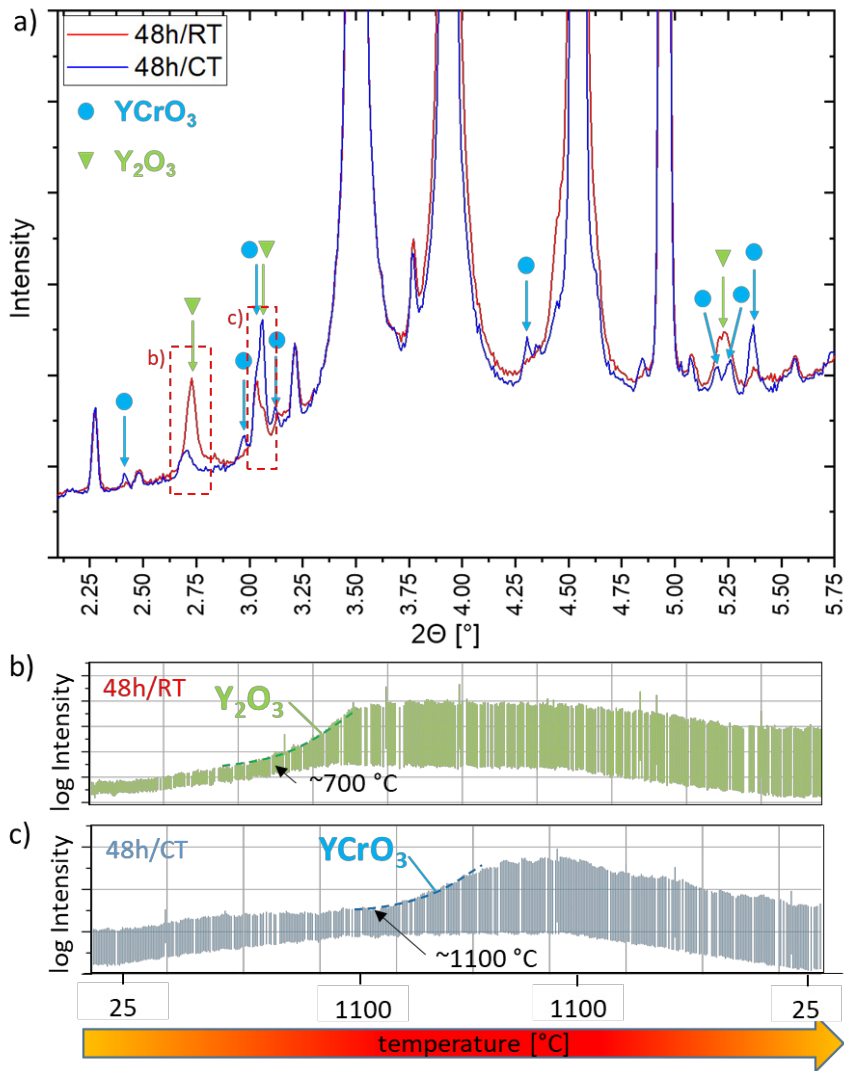 a)
48h/RT
48h/CT
YCrO₃
Y₂O₃
Intensity
b)
c)
2.25 2.50 2.75 3.00 3.25 3.50 3.75 4.00 4.25 4.50 4.75 5.00 5.25 5.50 5.75
2Θ [°]
b)
48h/RT
Y₂O₃
~700 °C
log Intensity
c)
48h/CT
YCrO₃
~1100 °C
log Intensity
25 1100 1100 25
temperature [°C]